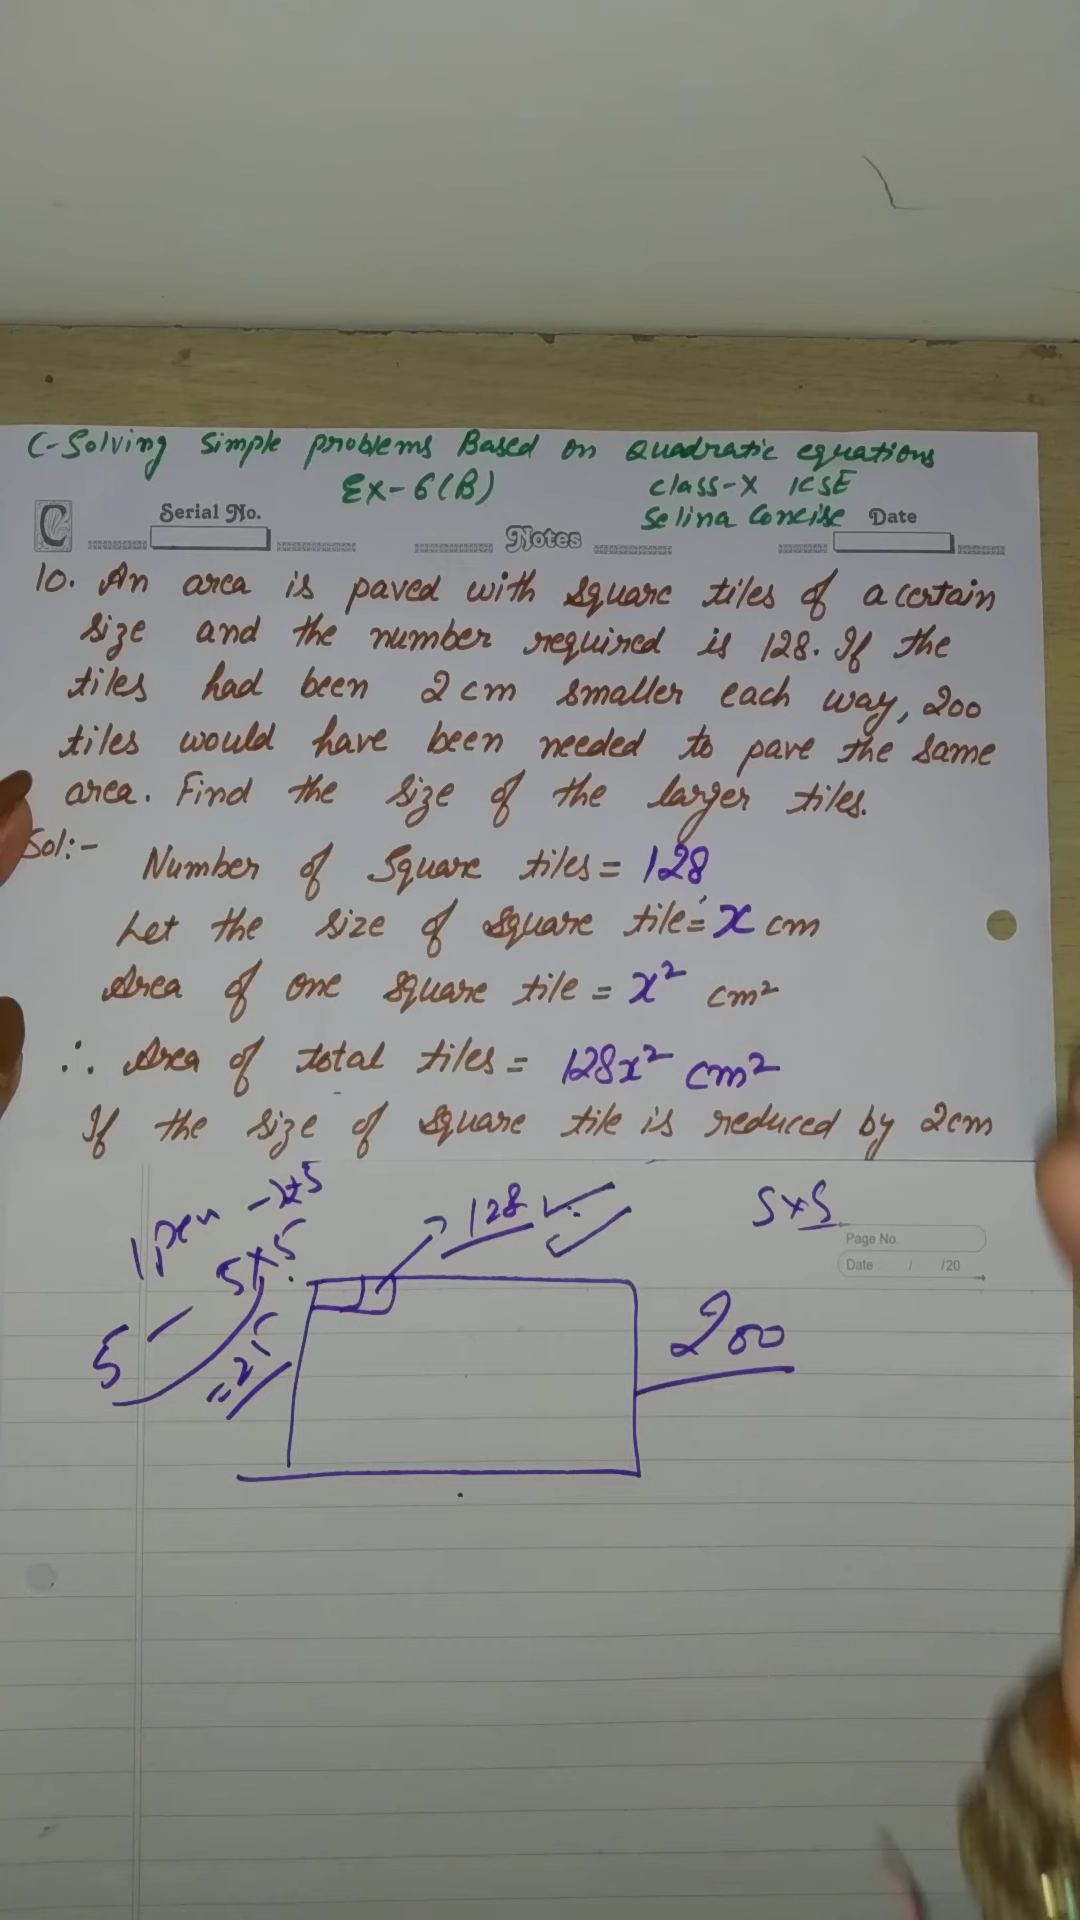 C-Solving Simple problems Based on Quadratic equations
Ex-6(B)
Class-X ICSE
Selina Concise
C
Serial No.
Notes
Date
10. An area is paved with square tiles of a certain
size and the number required is 128. If the
tiles had been 2 cm smaller each way, 200
tiles would have been needed to pave the same
area. Find the size of the larger tiles.
Sol:-
Number of Square tiles = 128
Let the size of square tile = x cm
Area of one square tile = x² cm²
∴ Area of total tiles = 128x² cm²
If the size of square tile is reduced by 2cm
1 pen
5×5
5
= 25
128
5×5
200
Page No.
Date / /20